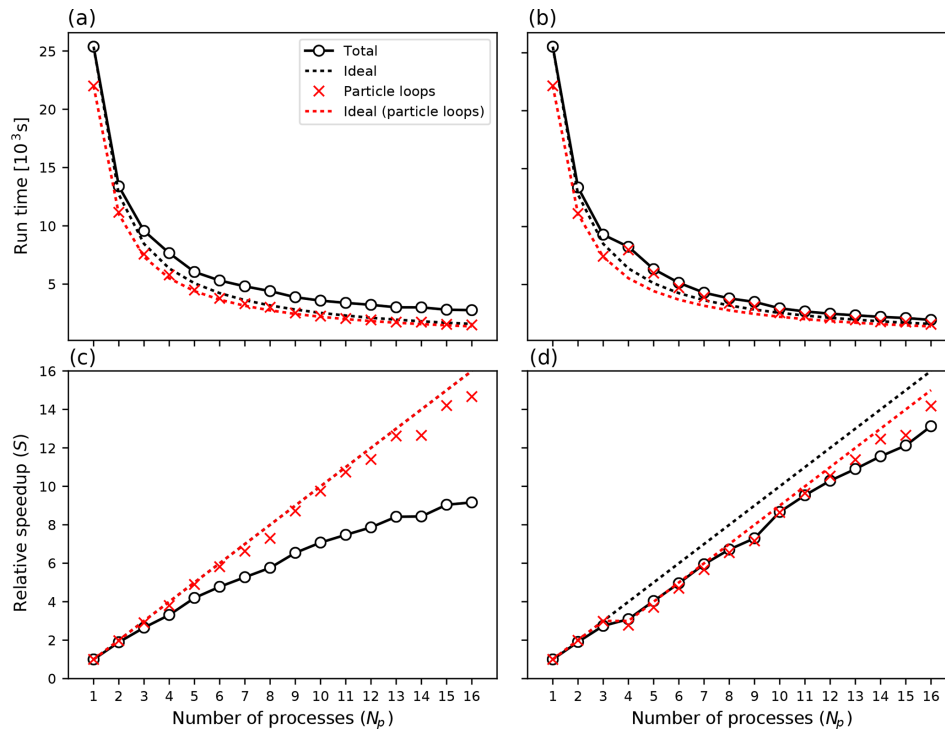 (a)
(b)
25
20
15
10
5
Run time [10³s]
Total
Ideal
Particle loops
Ideal (particle loops)
(c)
(d)
16
14
12
10
8
6
4
2
0
Relative speedup (S)
1 2 3 4 5 6 7 8 9 10 11 12 13 14 15 16
1 2 3 4 5 6 7 8 9 10 11 12 13 14 15 16
Number of processes (Nₚ)
Number of processes (Nₚ)